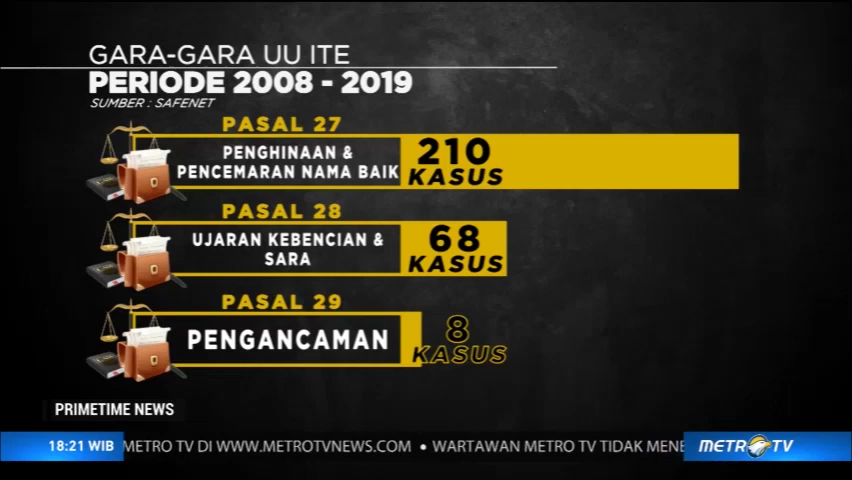 GARA-GARA UU ITE
PERIODE 2008 - 2019
SUMBER : SAFENET
PASAL 27
PENGHINAAN &
PENCEMARAN NAMA BAIK
210
KASUS
PASAL 28
UJARAN KEBENCIAN &
SARA
68
KASUS
PASAL 29
PENGANCAMAN
8
KASUS
PRIMETIME NEWS
18:21 WIB METRO TV DI WWW.METROTVNEWS.COM • WARTAWAN METRO TV TIDAK MENE METRO TV